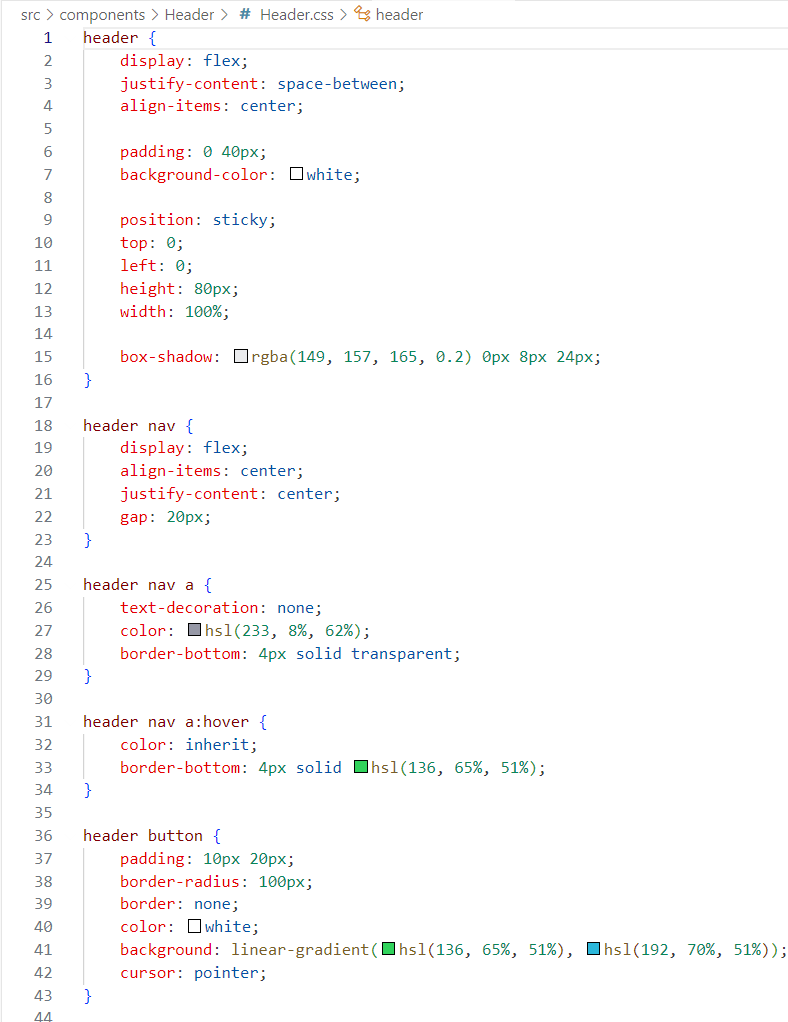 src > components > Header > # Header.css > header
1 header {
2     display: flex;
3     justify-content: space-between;
4     align-items: center;
5
6     padding: 0 40px;
7     background-color: white;
8
9     position: sticky;
10     top: 0;
11     left: 0;
12     height: 80px;
13     width: 100%;
14
15     box-shadow: rgba(149, 157, 165, 0.2) 0px 8px 24px;
16 }
17
18 header nav {
19     display: flex;
20     align-items: center;
21     justify-content: center;
22     gap: 20px;
23 }
24
25 header nav a {
26     text-decoration: none;
27     color: hsl(233, 8%, 62%);
28     border-bottom: 4px solid transparent;
29 }
30
31 header nav a:hover {
32     color: inherit;
33     border-bottom: 4px solid hsl(136, 65%, 51%);
34 }
35
36 header button {
37     padding: 10px 20px;
38     border-radius: 100px;
39     border: none;
40     color: white;
41     background: linear-gradient(hsl(136, 65%, 51%), hsl(192, 70%, 51%));
42     cursor: pointer;
43 }
44